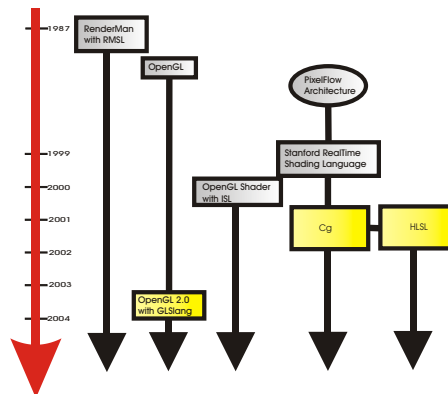 1987
RenderMan
with RMSL
OpenGL
PixelFlow
Architecture
1999
Stanford RealTime
Shading Language
2000
OpenGL Shader
with ISL
2001
Cg
HLSL
2002
2003
OpenGL 2.0
with GLSlang
2004